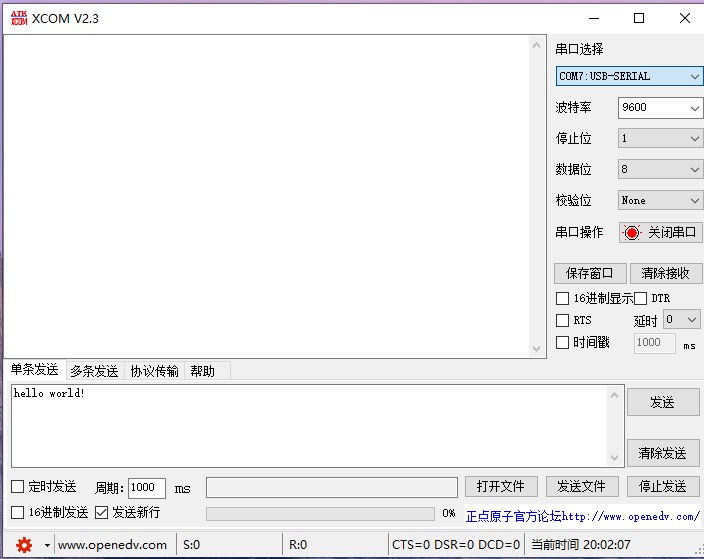 ATK XCOM XCOM V2.3
串口选择
COM7:USB-SERIAL
波特率 9600
停止位 1
数据位 8
校验位 None
串口操作 关闭串口
保存窗口 清除接收
16进制显示 DTR
RTS 延时 0
时间戳 1000 ms
单条发送 多条发送 协议传输 帮助
hello world!
发送
清除发送
定时发送 周期: 1000 ms 打开文件 发送文件 停止发送
16进制发送 发送新行 0% 正点原子官方论坛http://www.openedv.com/
www.openedv.com S:0 R:0 CTS=0 DSR=0 DCD=0 当前时间 20:02:07